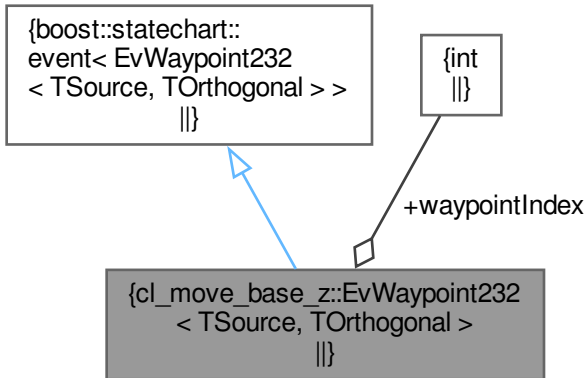 {boost::statechart::
event< EvWaypoint232
< TSource, TOrthogonal > >
||}
{int
||}
+waypointIndex
{cl_move_base_z::EvWaypoint232
< TSource, TOrthogonal >
||}